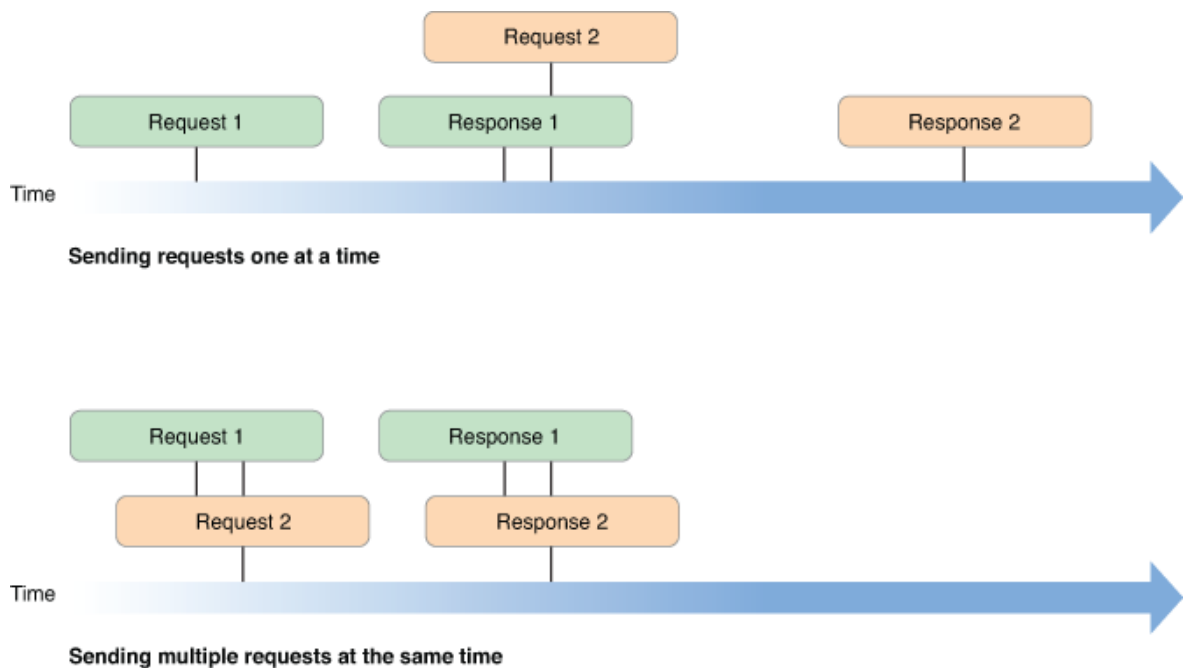 Request 2
Request 1
Response 1
Response 2
Time
Sending requests one at a time
Request 1
Response 1
Request 2
Response 2
Time
Sending multiple requests at the same time